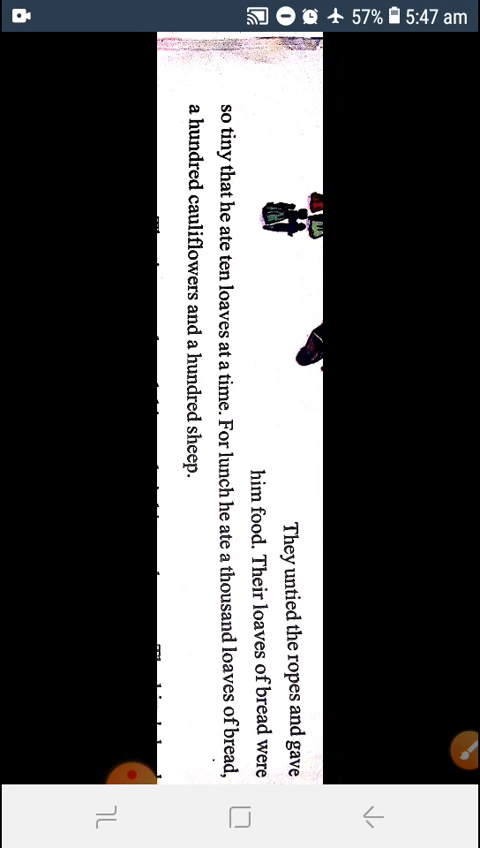 57% 5:47 am
They untied the ropes and gave
him food. Their loaves of bread were
so tiny that he ate ten loaves at a time. For lunch he ate a thousand loaves of bread,
a hundred cauliflowers and a hundred sheep.